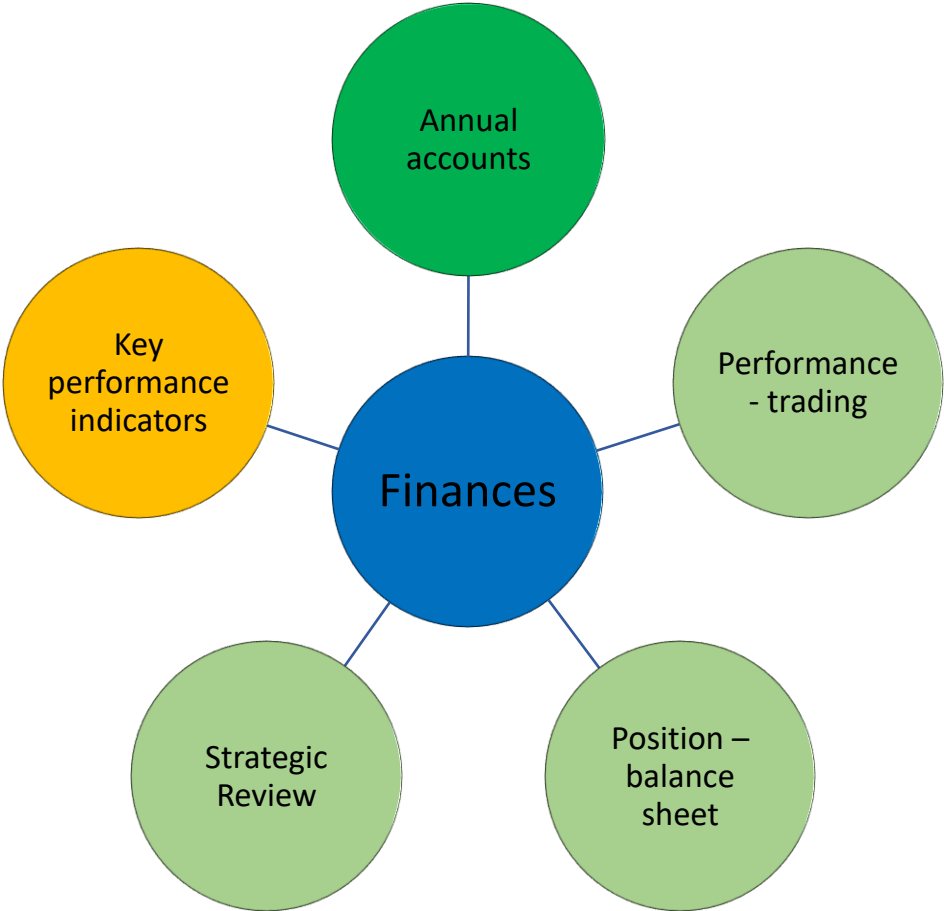 Annual
accounts
Key
performance
indicators
Performance
- trading
Finances
Strategic
Review
Position –
balance
sheet